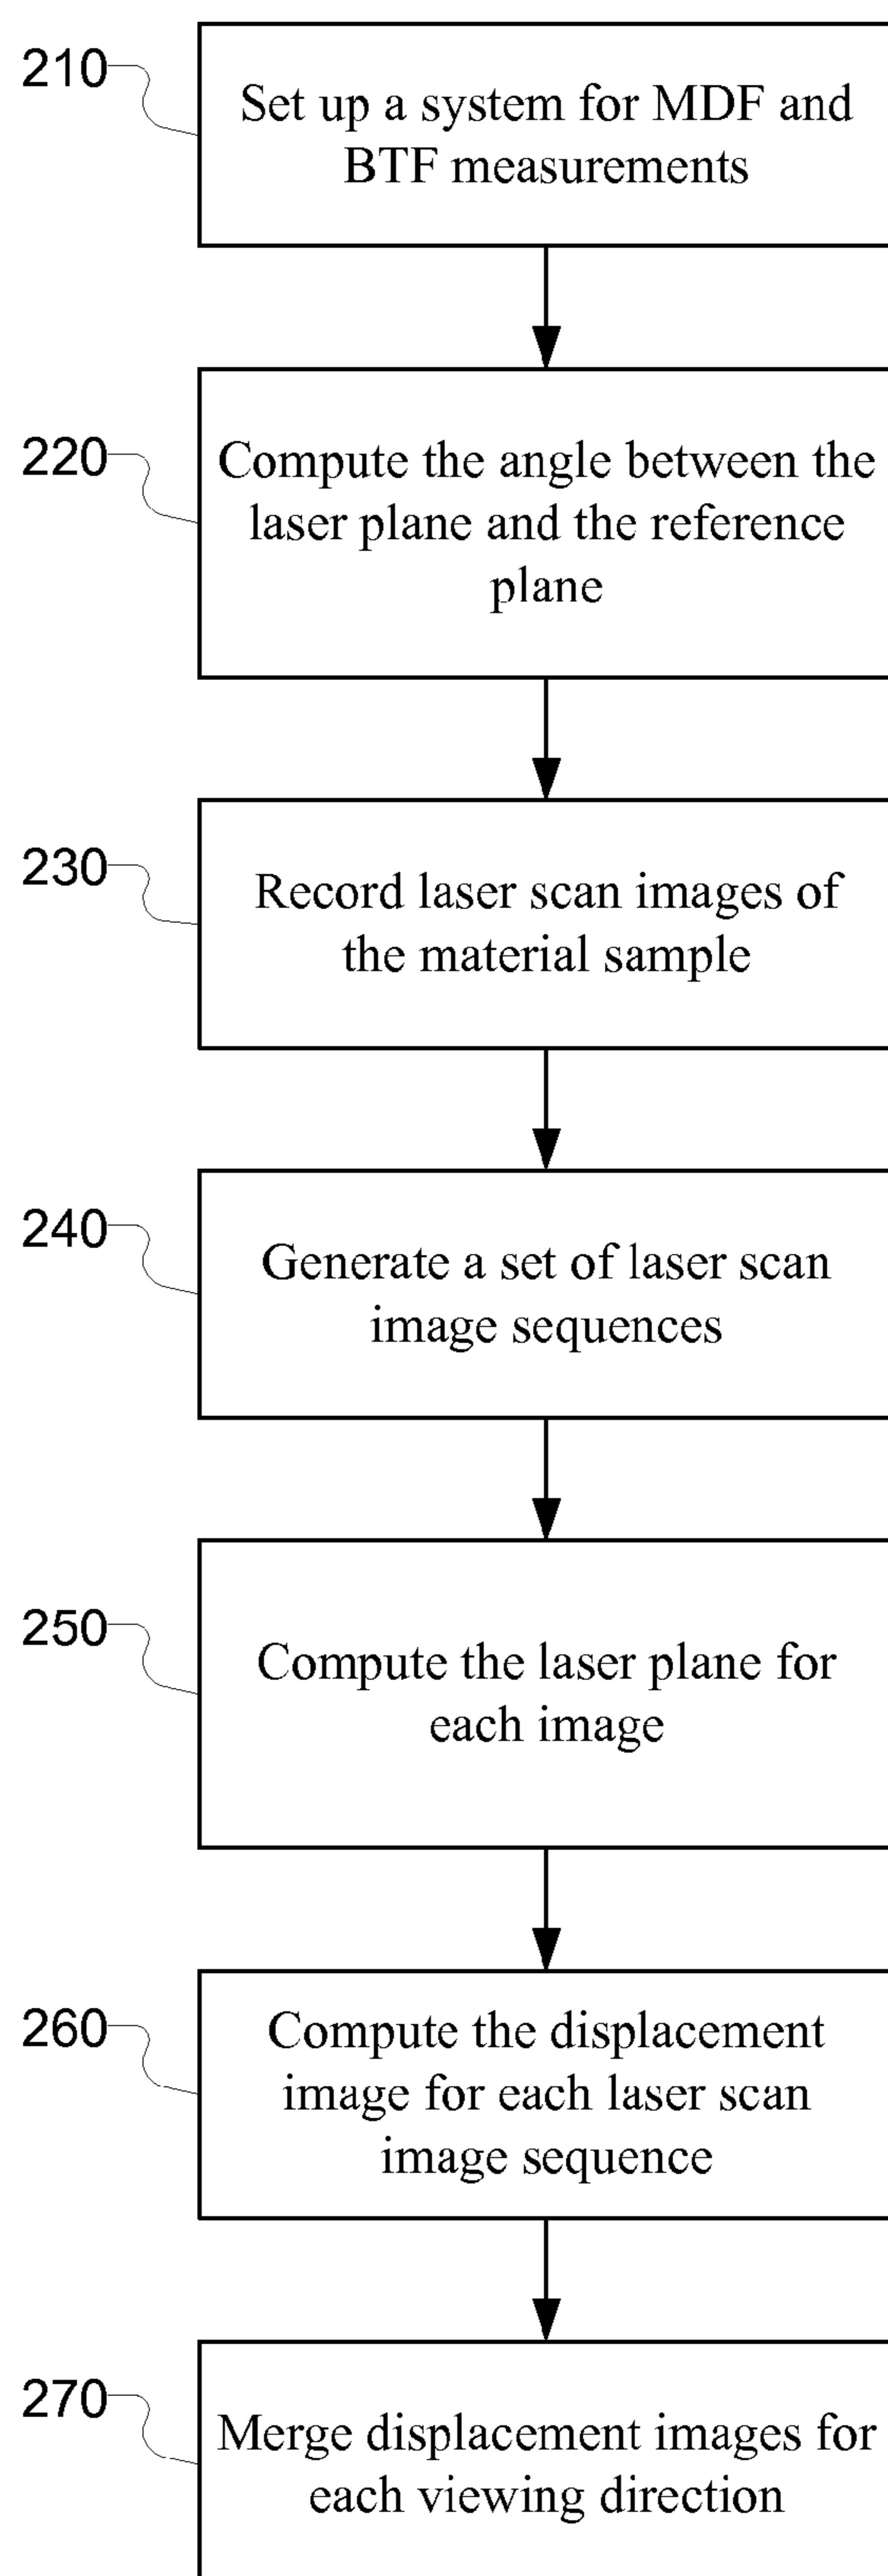 210
Set up a system for MDF and
BTF measurements
220
Compute the angle between the
laser plane and the reference
plane
230
Record laser scan images of
the material sample
240
Generate a set of laser scan
image sequences
250
Compute the laser plane for
each image
260
Compute the displacement
image for each laser scan
image sequence
270
Merge displacement images for
each viewing direction